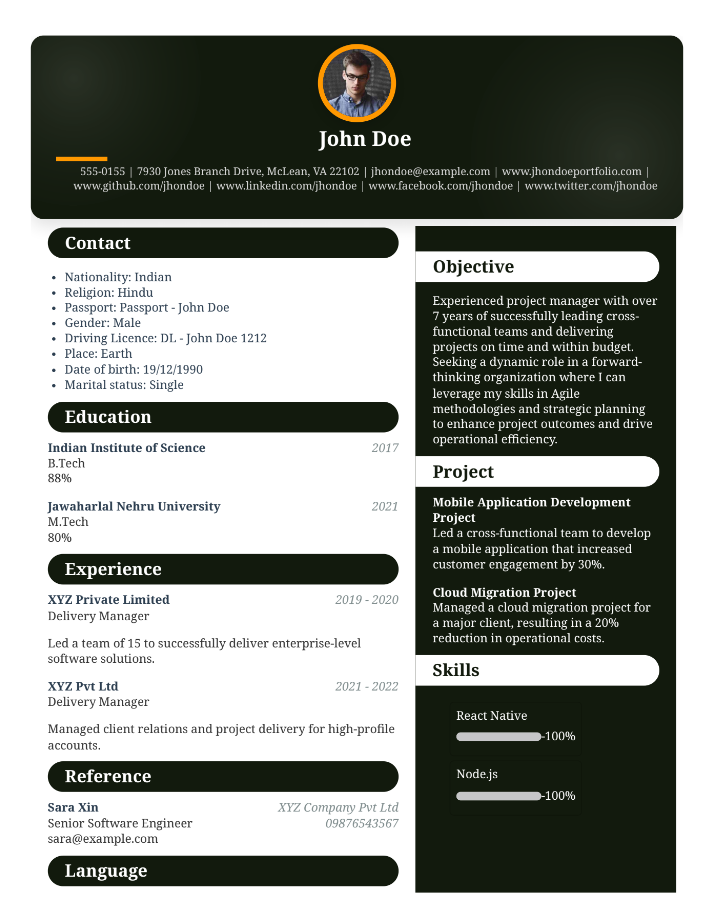 John Doe
555-0155 | 7930 Jones Branch Drive, McLean, VA 22102 | jhondoe@example.com | www.jhondoeportfolio.com |
www.github.com/jhondoe | www.linkedin.com/jhondoe | www.facebook.com/jhondoe | www.twitter.com/jhondoe
Contact
• Nationality: Indian
• Religion: Hindu
• Passport: Passport - John Doe
• Gender: Male
• Driving Licence: DL - John Doe 1212
• Place: Earth
• Date of birth: 19/12/1990
• Marital status: Single
Education
Indian Institute of Science 2017
B.Tech
88%
Jawaharlal Nehru University 2021
M.Tech
80%
Experience
XYZ Private Limited 2019 - 2020
Delivery Manager
Led a team of 15 to successfully deliver enterprise-level
software solutions.
XYZ Pvt Ltd 2021 - 2022
Delivery Manager
Managed client relations and project delivery for high-profile
accounts.
Reference
Sara Xin XYZ Company Pvt Ltd
Senior Software Engineer 09876543567
sara@example.com
Language
Objective
Experienced project manager with over
7 years of successfully leading cross-
functional teams and delivering
projects on time and within budget.
Seeking a dynamic role in a forward-
thinking organization where I can
leverage my skills in Agile
methodologies and strategic planning
to enhance project outcomes and drive
operational efficiency.
Project
Mobile Application Development
Project
Led a cross-functional team to develop
a mobile application that increased
customer engagement by 30%.
Cloud Migration Project
Managed a cloud migration project for
a major client, resulting in a 20%
reduction in operational costs.
Skills
React Native
-100%
Node.js
-100%